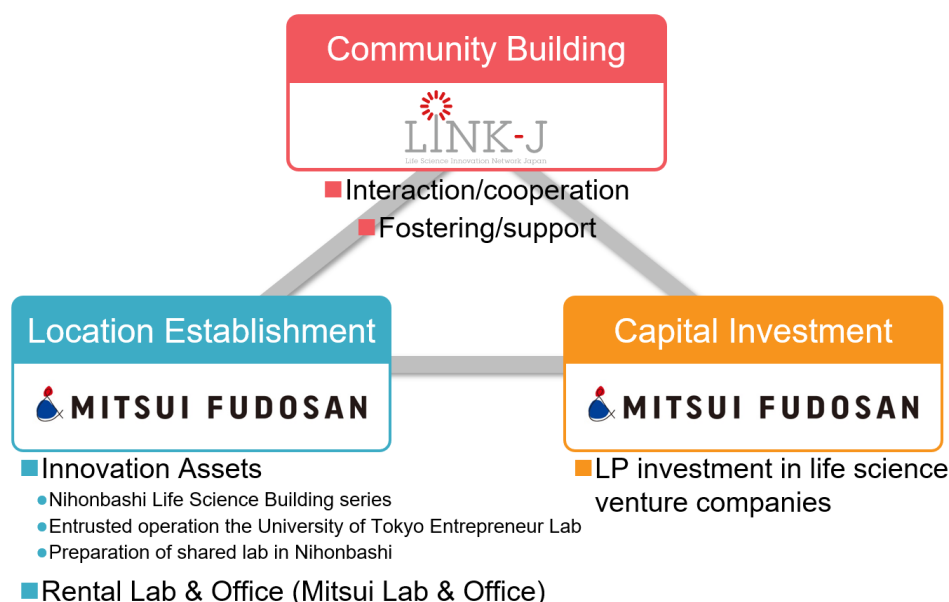 Community Building
LINK-J
Life Science Innovation Network Japan
Interaction/cooperation
Fostering/support
Location Establishment
MITSUI FUDOSAN
Innovation Assets
Nihonbashi Life Science Building series
Entrusted operation the University of Tokyo Entrepreneur Lab
Preparation of shared lab in Nihonbashi
Rental Lab & Office (Mitsui Lab & Office)
Capital Investment
MITSUI FUDOSAN
LP investment in life science
venture companies